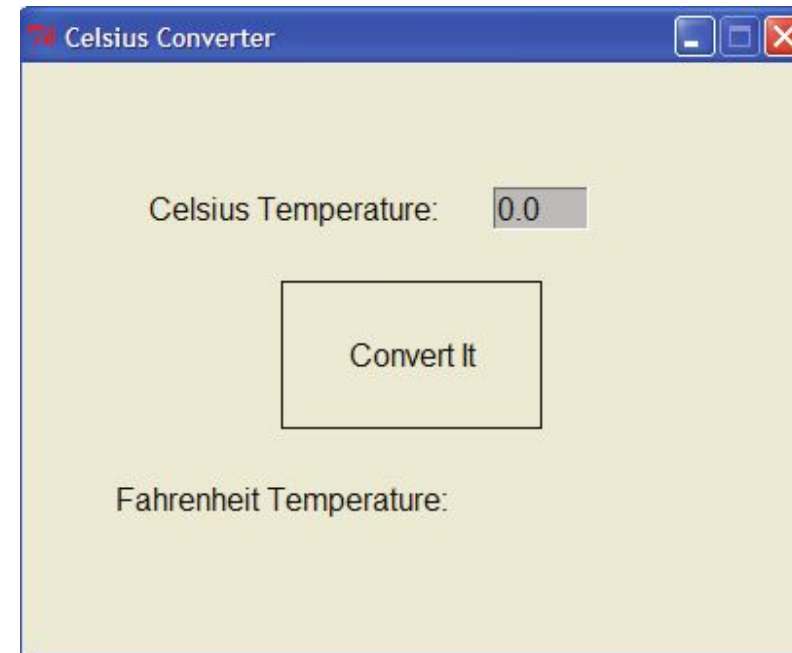 Celsius Converter
Celsius Temperature: 0.0
Convert It
Fahrenheit Temperature: